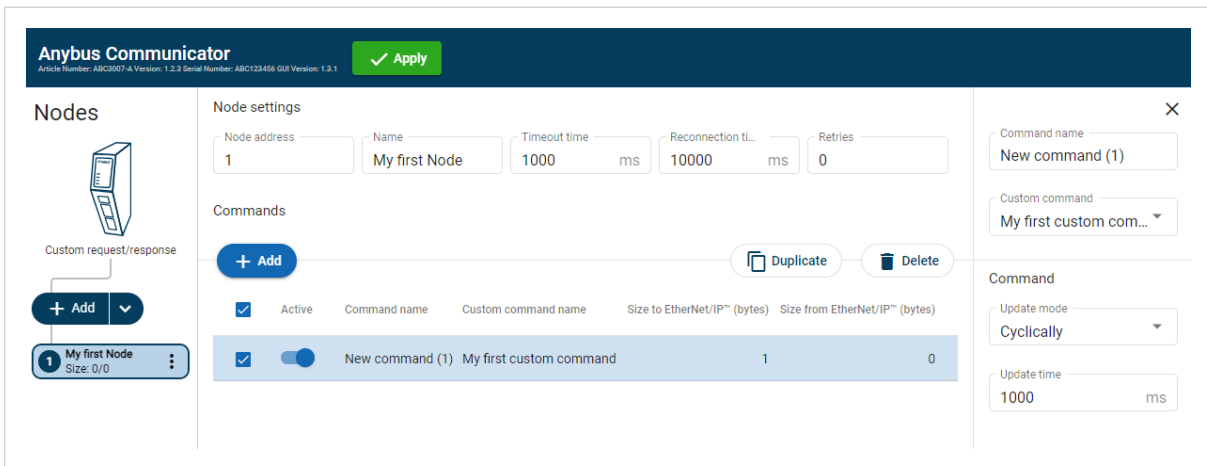 Anybus Communicator
Article Number: ABC3007-A Version: 1.2.3 Serial Number: ABC123456 GUI Version: 1.3.1
Apply
Nodes
Custom request/response
+ Add
1
My first Node
Size: 0/0
Node settings
Node address
1
Name
My first Node
Timeout time
1000 ms
Reconnection ti...
10000 ms
Retries
0
Commands
+ Add
Duplicate
Delete
Active Command name Custom command name Size to EtherNet/IP™ (bytes) Size from EtherNet/IP™ (bytes)
New command (1) My first custom command 1 0
Command name
New command (1)
Custom command
My first custom com...
Command
Update mode
Cyclically
Update time
1000 ms